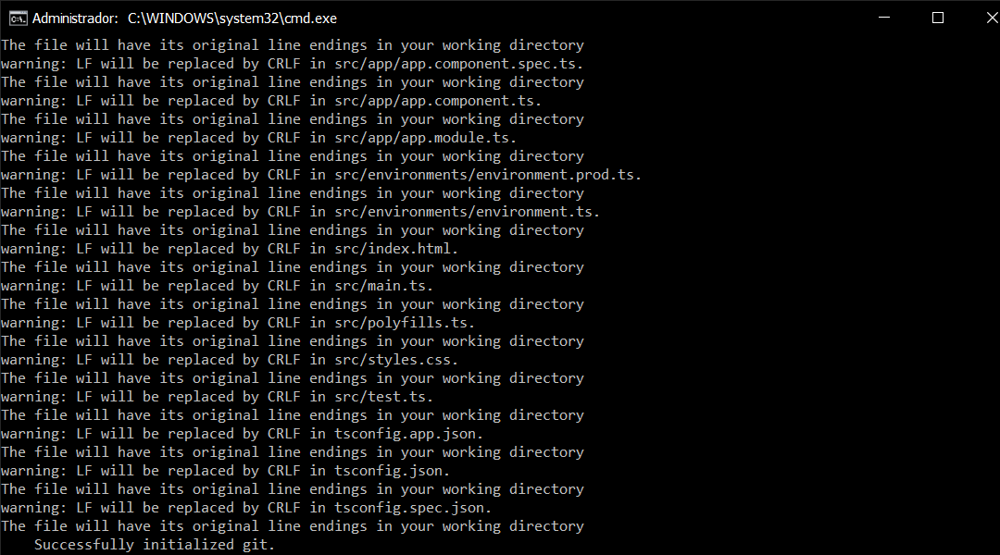 Administrador: C:\WINDOWS\system32\cmd.exe
The file will have its original line endings in your working directory
warning: LF will be replaced by CRLF in src/app/app.component.spec.ts.
The file will have its original line endings in your working directory
warning: LF will be replaced by CRLF in src/app/app.component.ts.
The file will have its original line endings in your working directory
warning: LF will be replaced by CRLF in src/app/app.module.ts.
The file will have its original line endings in your working directory
warning: LF will be replaced by CRLF in src/environments/environment.prod.ts.
The file will have its original line endings in your working directory
warning: LF will be replaced by CRLF in src/environments/environment.ts.
The file will have its original line endings in your working directory
warning: LF will be replaced by CRLF in src/index.html.
The file will have its original line endings in your working directory
warning: LF will be replaced by CRLF in src/main.ts.
The file will have its original line endings in your working directory
warning: LF will be replaced by CRLF in src/polyfills.ts.
The file will have its original line endings in your working directory
warning: LF will be replaced by CRLF in src/styles.css.
The file will have its original line endings in your working directory
warning: LF will be replaced by CRLF in src/test.ts.
The file will have its original line endings in your working directory
warning: LF will be replaced by CRLF in tsconfig.app.json.
The file will have its original line endings in your working directory
warning: LF will be replaced by CRLF in tsconfig.json.
The file will have its original line endings in your working directory
warning: LF will be replaced by CRLF in tsconfig.spec.json.
The file will have its original line endings in your working directory
    Successfully initialized git.